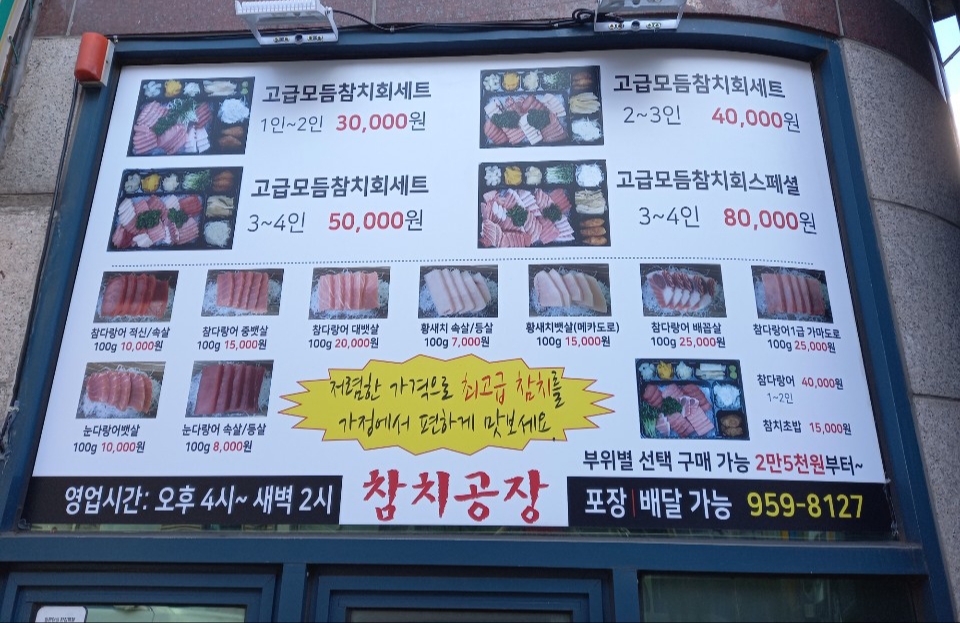 고급모듬참치회세트
1인~2인 30,000원
고급모듬참치회세트
2~3인 40,000원
고급모듬참치회세트
3~4인 50,000원
고급모듬참치회스페셜
3~4인 80,000원
참다랑어 적신/속살
100g 10,000원
참다랑어 중뱃살
100g 15,000원
참다랑어 대뱃살
100g 20,000원
황새치 속살/등살
100g 7,000원
황새치뱃살(메카도로)
100g 15,000원
참다랑어 배꼽살
100g 25,000원
참다랑어1급 가마도로
100g 25,000원
눈다랑어뱃살
100g 10,000원
눈다랑어 속살/등살
100g 8,000원
저렴한 가격으로 최고급 참치를
가정에서 편하게 맛보세요.
참다랑어 40,000원
1~2인
참치초밥 15,000원
부위별 선택 구매 가능 2만5천원부터~
영업시간: 오후 4시~ 새벽 2시
참치공장
포장|배달 가능 959-8127